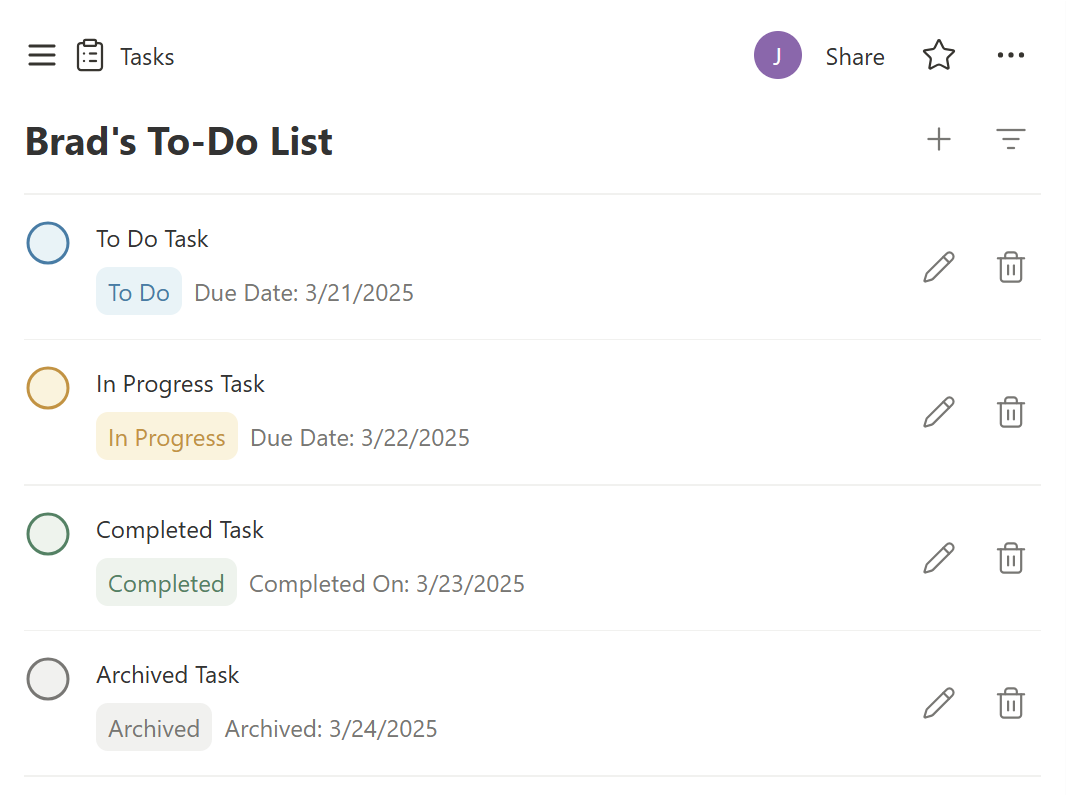 Tasks
J
Share
Brad's To-Do List
To Do Task
To Do Due Date: 3/21/2025
In Progress Task
In Progress Due Date: 3/22/2025
Completed Task
Completed Completed On: 3/23/2025
Archived Task
Archived Archived: 3/24/2025